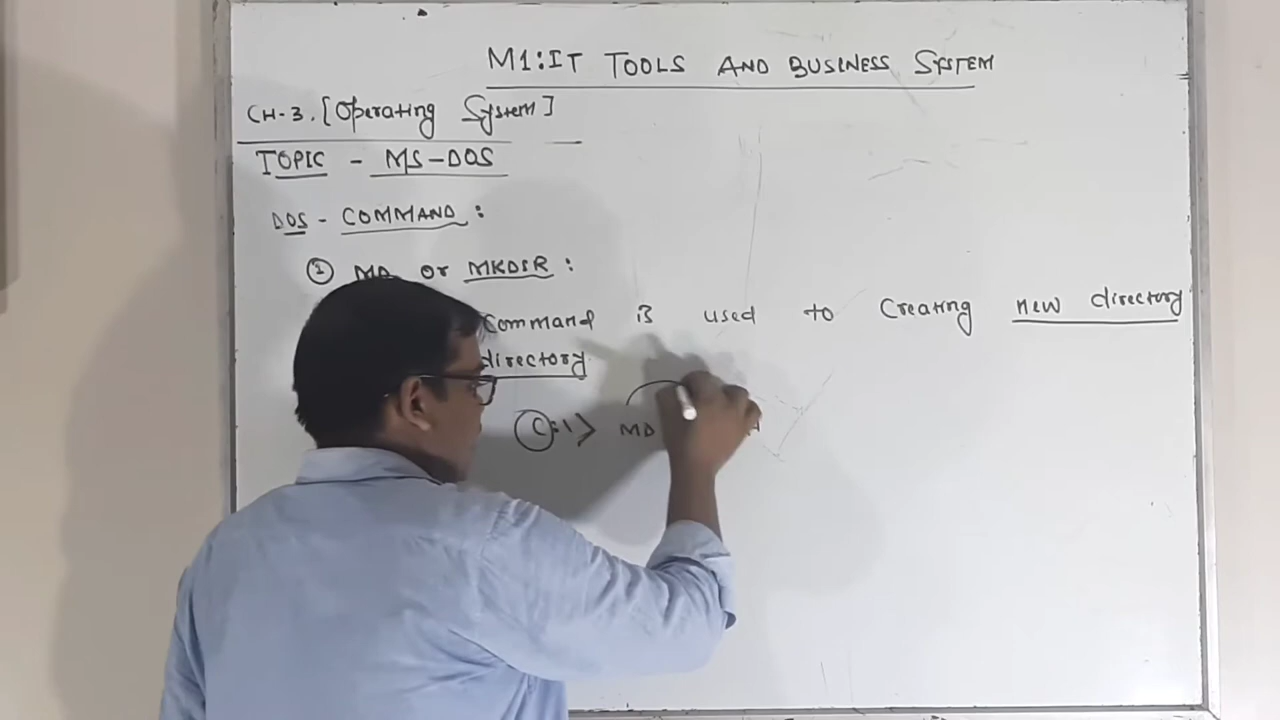 M1: IT TOOLS AND BUSINESS SYSTEM
CH-3. [Operating System]
TOPIC - MS-DOS
DOS - COMMAND :
① MD or MKDIR :
Command is used to Creating new directory
directory
C:\> MD